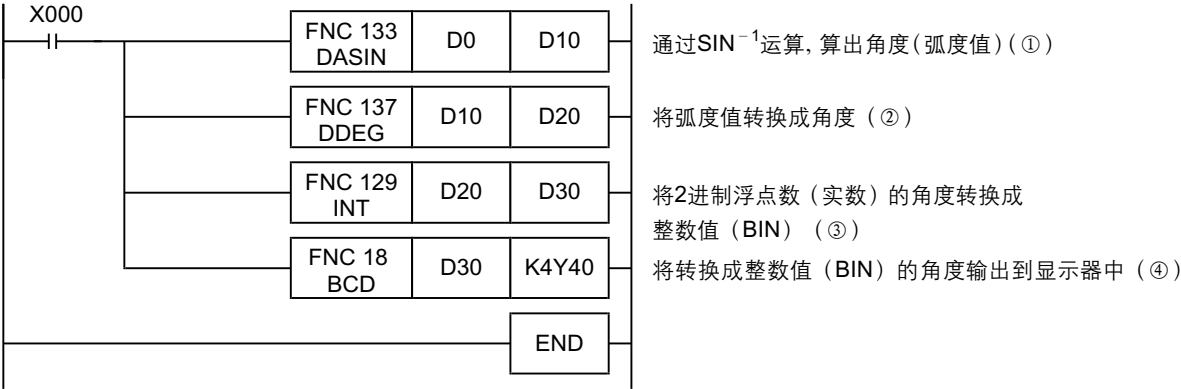 X000
FNC 133 DASIN D0 D10 通过SIN⁻¹运算, 算出角度(弧度值)(①)
FNC 137 DDEG D10 D20 将弧度值转换成角度（②）
FNC 129 INT D20 D30 将2进制浮点数（实数）的角度转换成
整数值（BIN）（③）
FNC 18 BCD D30 K4Y40 将转换成整数值（BIN）的角度输出到显示器中（④）
END